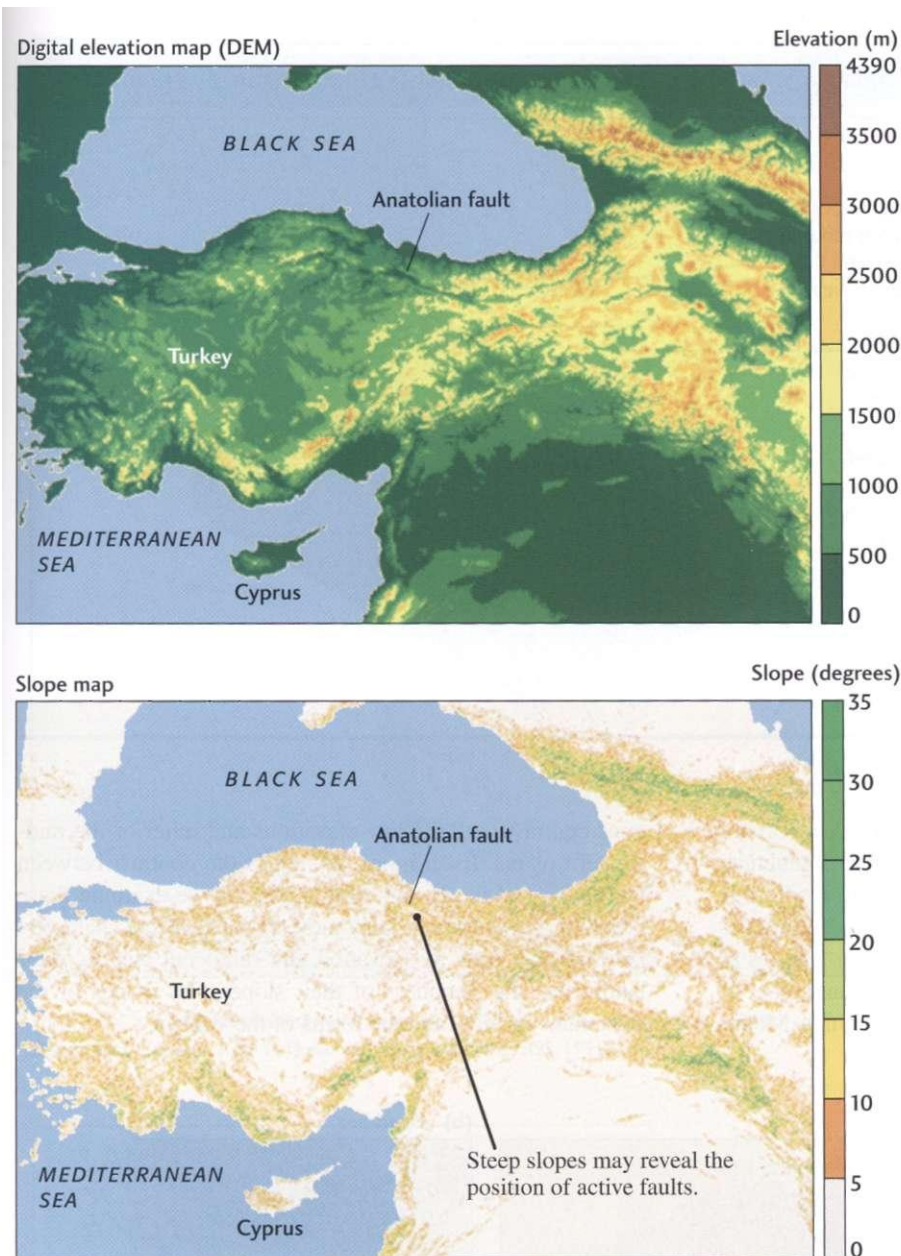 Digital elevation map (DEM)
Elevation (m)
4390
3500
3000
2500
2000
1500
1000
500
0
BLACK SEA
Anatolian fault
Turkey
MEDITERRANEAN
SEA
Cyprus
Slope map
Slope (degrees)
35
30
25
20
15
10
5
0
BLACK SEA
Anatolian fault
Turkey
Steep slopes may reveal the
position of active faults.
MEDITERRANEAN
SEA
Cyprus